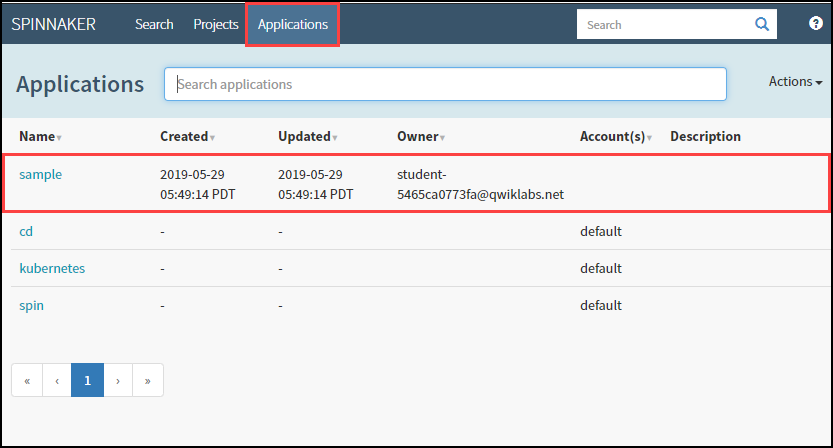 SPINNAKER Search Projects Applications Search
Applications Search applications Actions
Name Created Updated Owner Account(s) Description
sample 2019-05-29 2019-05-29 student-
05:49:14 PDT 05:49:14 PDT 5465ca0773fa@qwiklabs.net
cd - - default
kubernetes - - default
spin - - default
« ‹ 1 › »